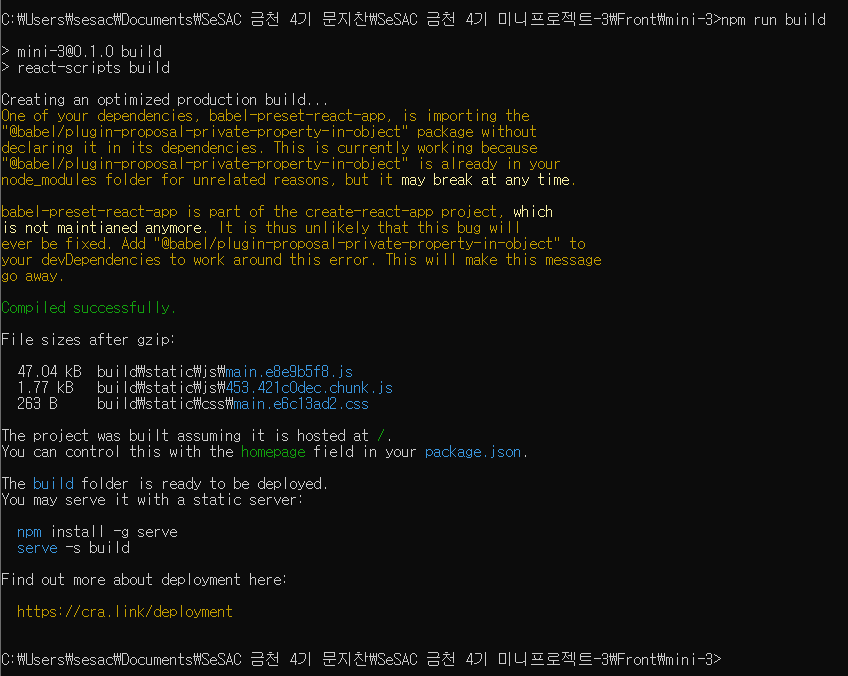 C:₩Users₩sesac₩Documents₩SeSAC 금천 4기 문지찬₩SeSAC 금천 4기 미니프로젝트-3₩Front₩mini-3>npm run build
> mini-3@0.1.0 build
> react-scripts build
Creating an optimized production build...
One of your dependencies, babel-preset-react-app, is importing the
"@babel/plugin-proposal-private-property-in-object" package without
declaring it in its dependencies. This is currently working because
"@babel/plugin-proposal-private-property-in-object" is already in your
node_modules folder for unrelated reasons, but it may break at any time.
babel-preset-react-app is part of the create-react-app project, which
is not maintianed anymore. It is thus unlikely that this bug will
ever be fixed. Add "@babel/plugin-proposal-private-property-in-object" to
your devDependencies to work around this error. This will make this message
go away.
Compiled successfully.
File sizes after gzip:
47.04 kB  build₩static₩js₩main.e8e9b5f8.js
1.77 kB   build₩static₩js₩453.421c0dec.chunk.js
263 B     build₩static₩css₩main.e6c13ad2.css
The project was built assuming it is hosted at /.
You can control this with the homepage field in your package.json.
The build folder is ready to be deployed.
You may serve it with a static server:
npm install -g serve
serve -s build
Find out more about deployment here:
https://cra.link/deployment
C:₩Users₩sesac₩Documents₩SeSAC 금천 4기 문지찬₩SeSAC 금천 4기 미니프로젝트-3₩Front₩mini-3>